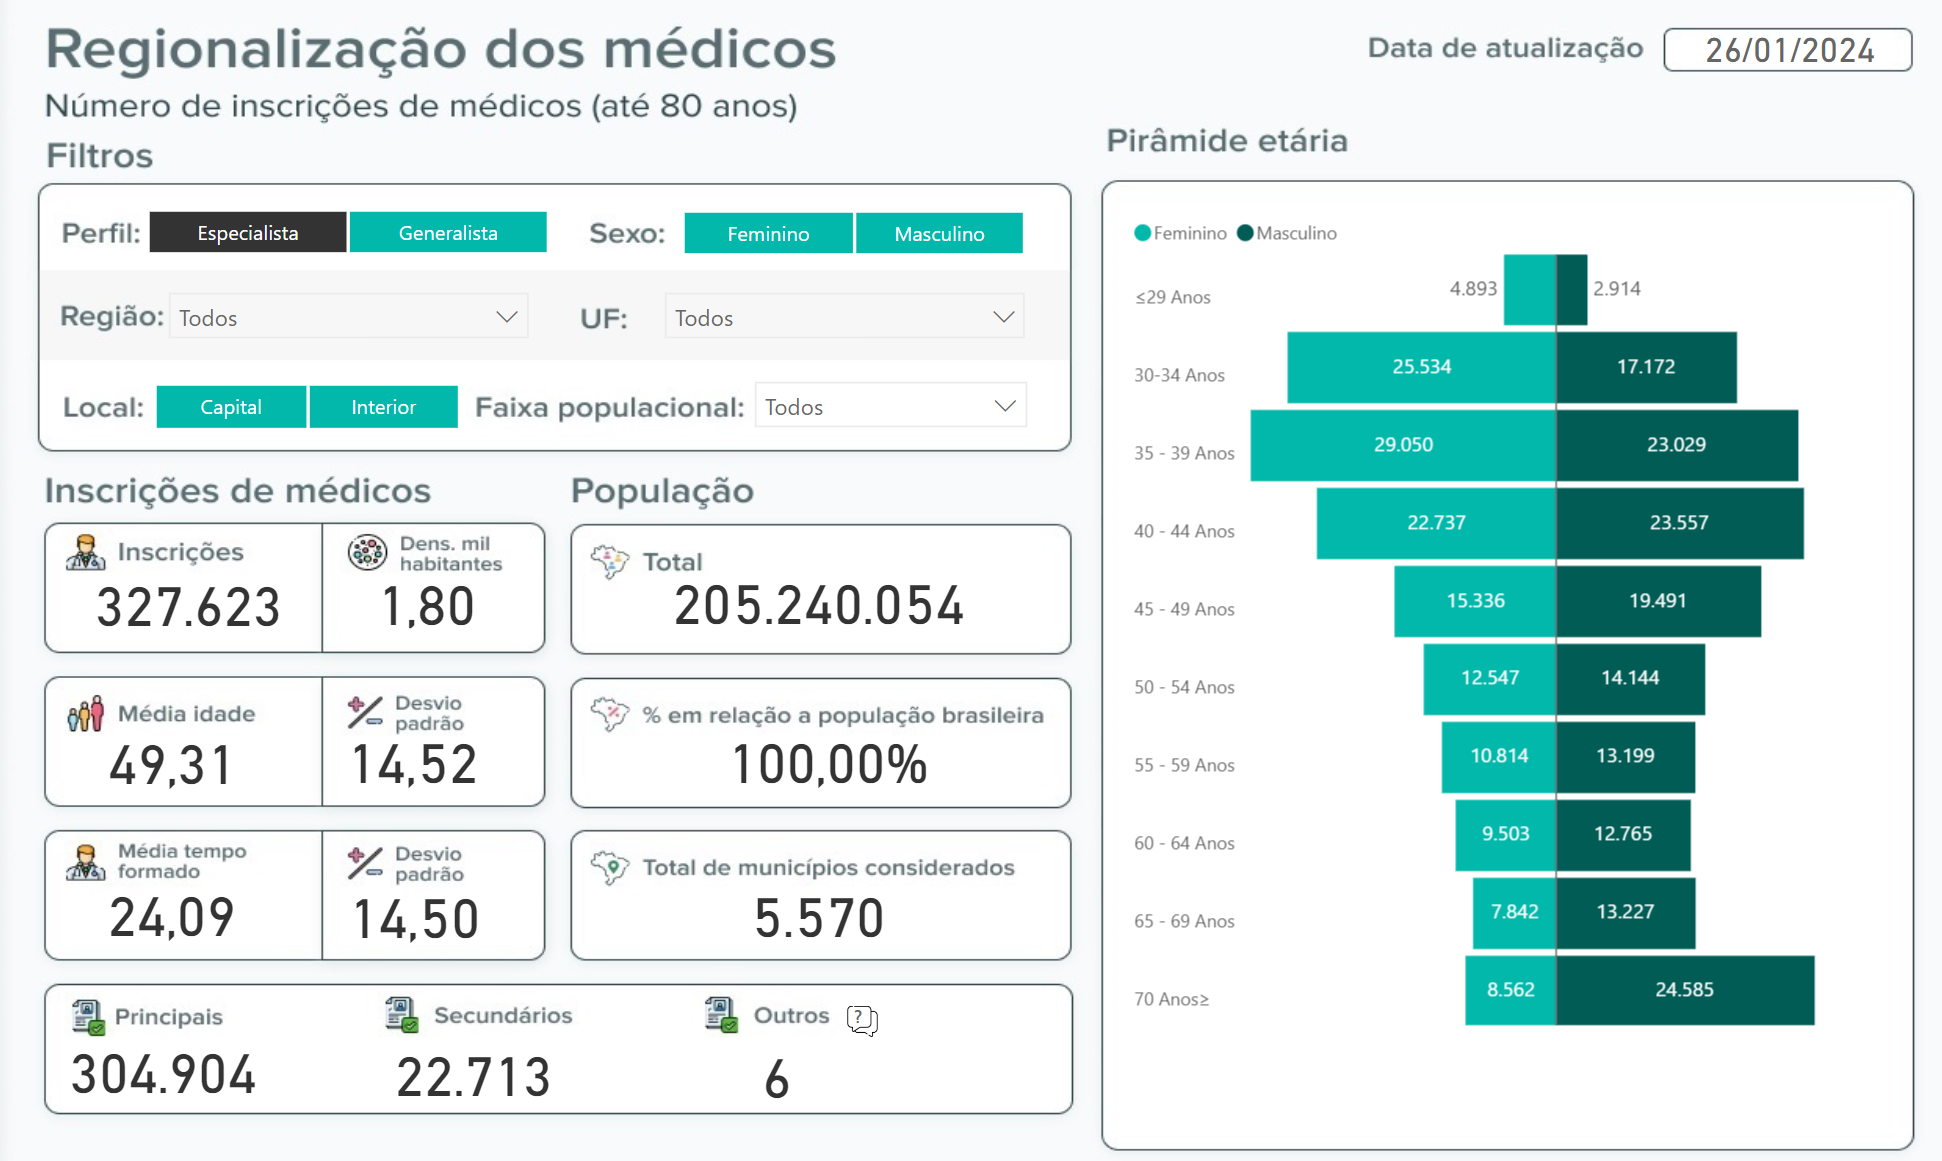 Regionalização dos médicos
Número de inscrições de médicos (até 80 anos)
Data de atualização 26/01/2024
Filtros
Perfil: Especialista Generalista Sexo: Feminino Masculino
Região: Todos UF: Todos
Local: Capital Interior Faixa populacional: Todos
Inscrições de médicos
Inscrições
327.623
Dens. mil
habitantes
1,80
Média idade
49,31
Desvio
padrão
14,52
Média tempo
formado
24,09
Desvio
padrão
14,50
População
Total
205.240.054
% em relação a população brasileira
100,00%
Total de municípios considerados
5.570
Principais
304.904
Secundários
22.713
Outros ?
6
Pirâmide etária
Feminino Masculino
≤29 Anos 4.893 2.914
30-34 Anos 25.534 17.172
35 - 39 Anos 29.050 23.029
40 - 44 Anos 22.737 23.557
45 - 49 Anos 15.336 19.491
50 - 54 Anos 12.547 14.144
55 - 59 Anos 10.814 13.199
60 - 64 Anos 9.503 12.765
65 - 69 Anos 7.842 13.227
70 Anos≥ 8.562 24.585